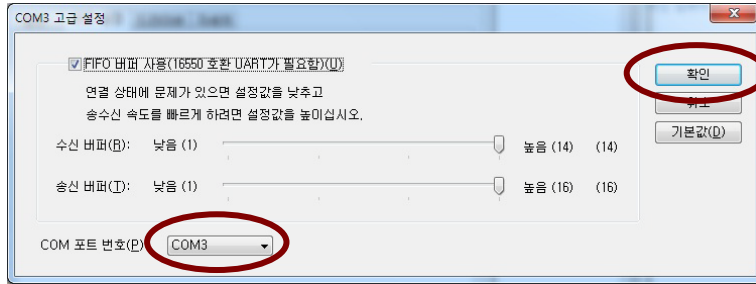 COM3 고급 설정
FIFO 버퍼 사용(16550 호환 UART가 필요함)(U)
확인
연결 상태에 문제가 있으면 설정값을 낮추고
취소
송수신 속도를 빠르게 하려면 설정값을 높이십시오.
기본값(D)
수신 버퍼(R): 낮음 (1) 높음 (14) (14)
송신 버퍼(T): 낮음 (1) 높음 (16) (16)
COM 포트 번호(P) COM3